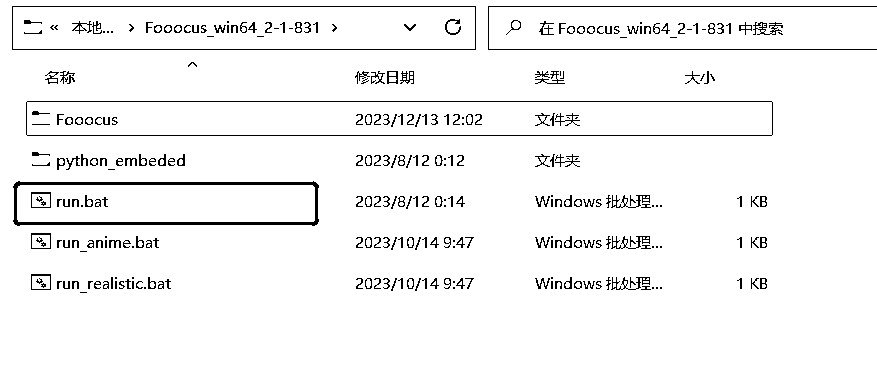 « 本地... › Fooocus_win64_2-1-831 › 在 Fooocus_win64_2-1-831 中搜索
名称 修改日期 类型 大小
Fooocus 2023/12/13 12:02 文件夹
python_embeded 2023/8/12 0:12 文件夹
run.bat 2023/8/12 0:14 Windows 批处理... 1 KB
run_anime.bat 2023/10/14 9:47 Windows 批处理... 1 KB
run_realistic.bat 2023/10/14 9:47 Windows 批处理... 1 KB